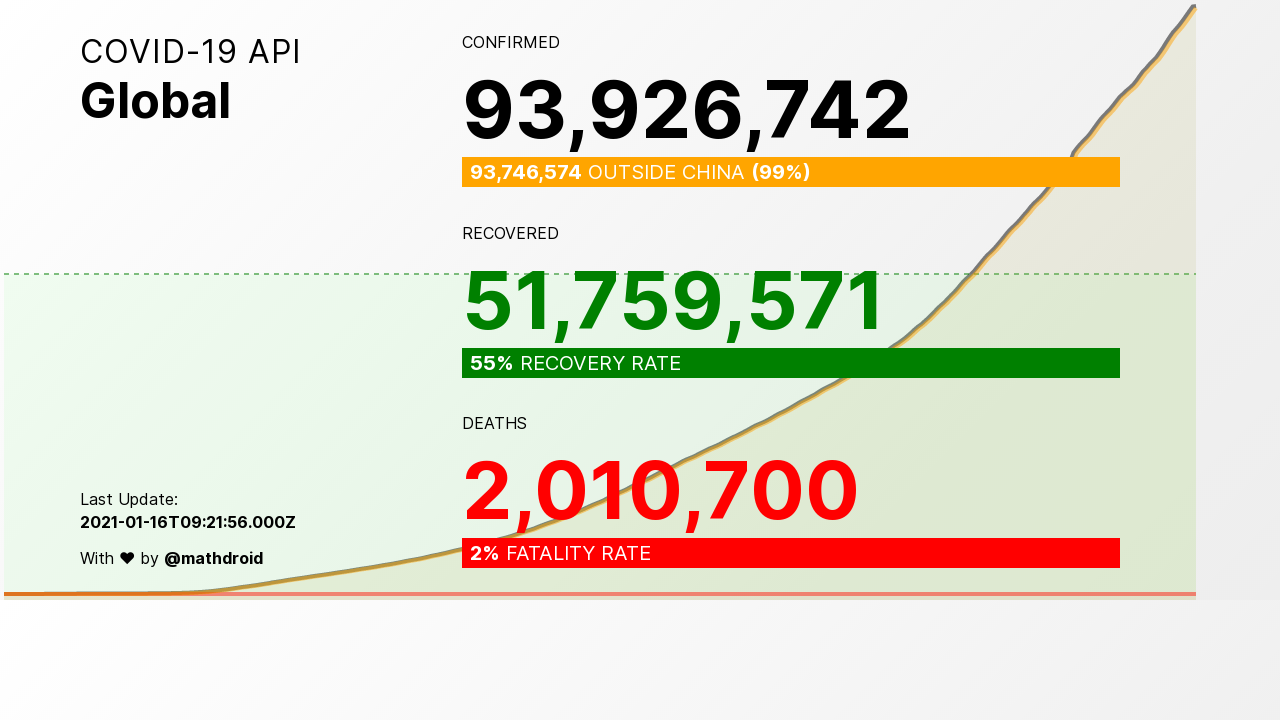 COVID-19 API
Global
CONFIRMED
93,926,742
93,746,574 OUTSIDE CHINA (99%)
RECOVERED
51,759,571
55% RECOVERY RATE
DEATHS
2,010,700
2% FATALITY RATE
Last Update:
2021-01-16T09:21:56.000Z
With ♥ by @mathdroid